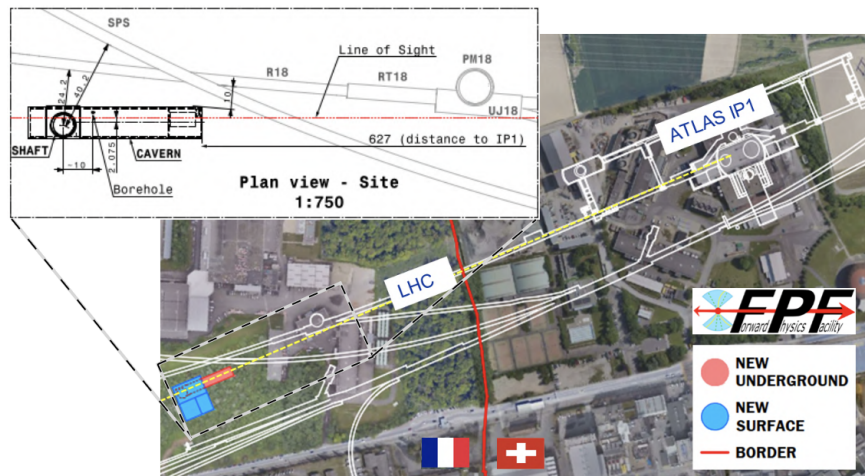 SPS
Line of Sight
PM18
R18
RT18
UJ18
24.2
40.2
10
627 (distance to IP1)
SHAFT
CAVERN
~10
2.075
Borehole
Plan view - Site
1:750
ATLAS IP1
LHC
FPF
Forward Physics Facility
NEW
UNDERGROUND
NEW
SURFACE
BORDER